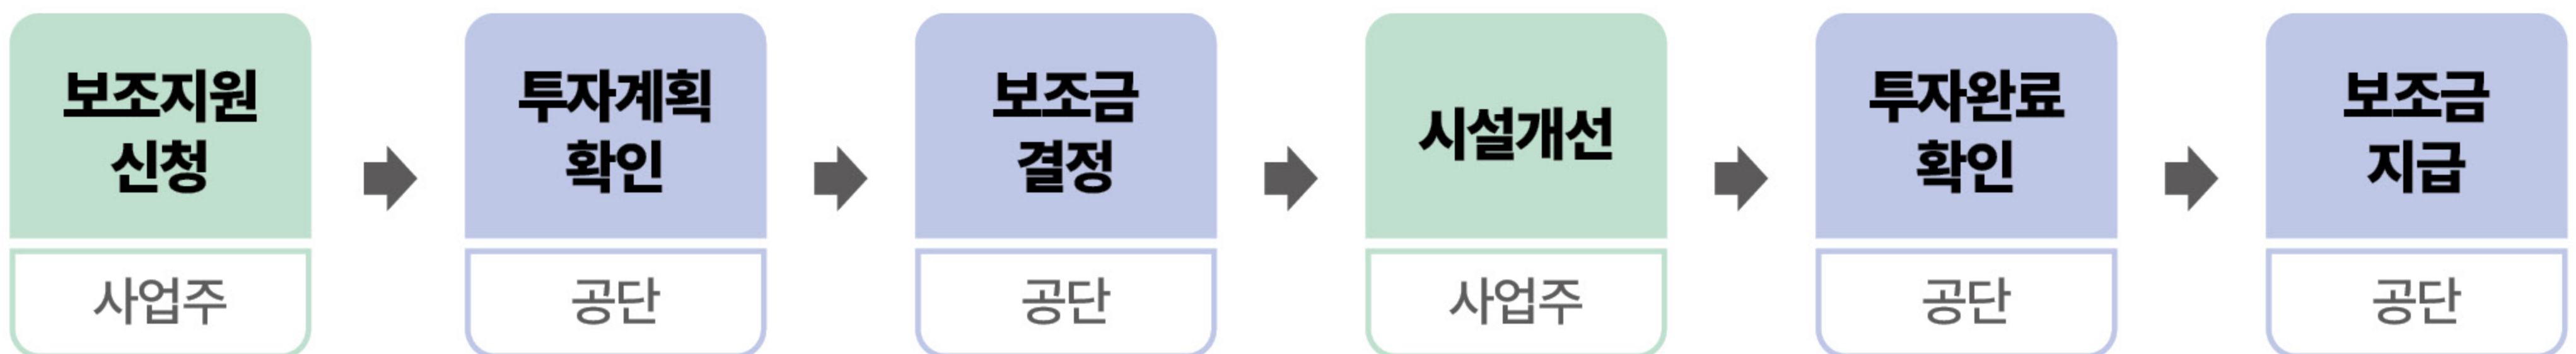 보조지원
신청
사업주
투자계획
확인
공단
보조금
결정
공단
시설개선
사업주
투자완료
확인
공단
보조금
지급
공단